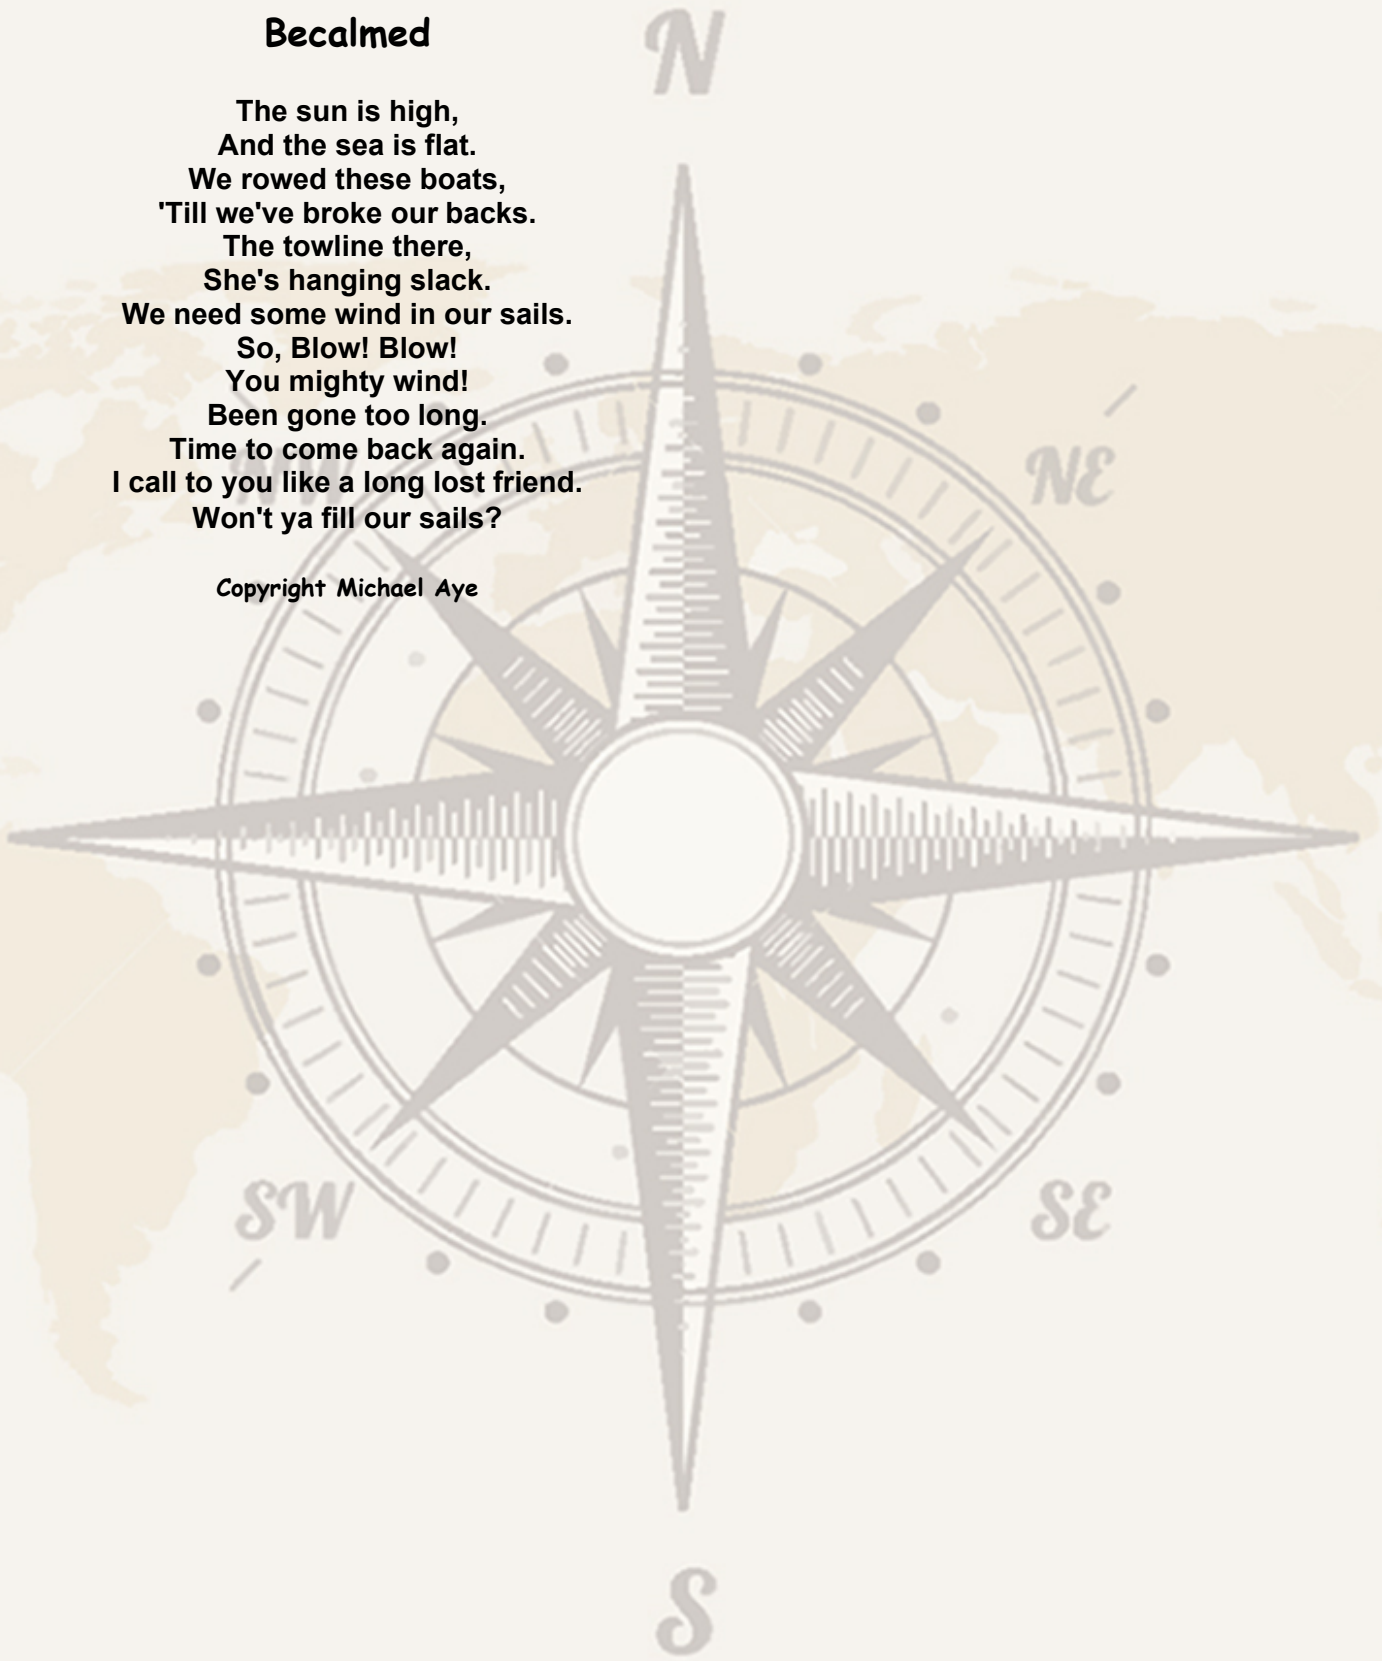 Becalmed
The sun is high,
And the sea is flat.
We rowed these boats,
'Till we've broke our backs.
The towline there,
She's hanging slack.
We need some wind in our sails.
So, Blow! Blow!
You mighty wind!
Been gone too long.
Time to come back again.
I call to you like a long lost friend.
Won't ya fill our sails?
Copyright Michael Aye
N
NW
NE
SW
SE
S